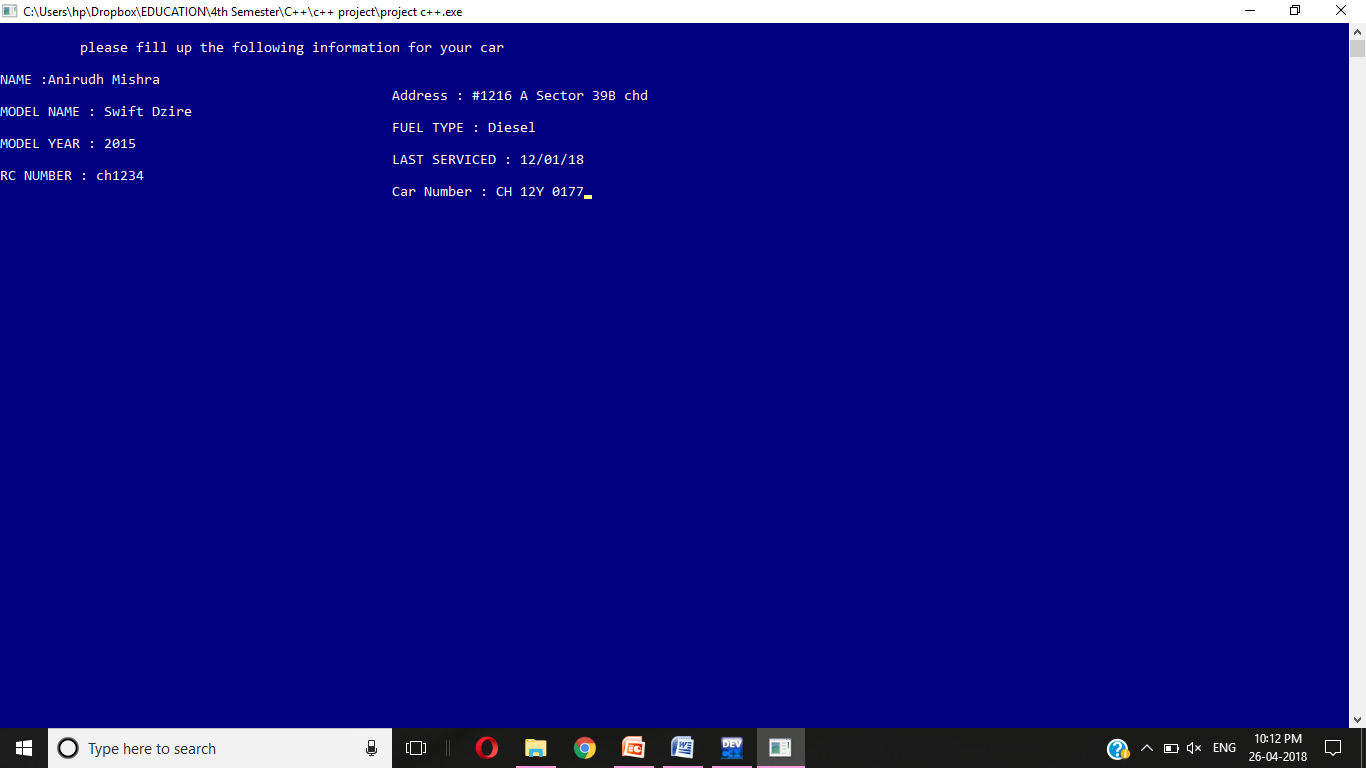 C:\Users\hp\Dropbox\EDUCATION\4th Semester\C++\c++ project\project c++.exe
please fill up the following information for your car
NAME :Anirudh Mishra
Address : #1216 A Sector 39B chd
MODEL NAME : Swift Dzire
FUEL TYPE : Diesel
MODEL YEAR : 2015
LAST SERVICED : 12/01/18
RC NUMBER : ch1234
Car Number : CH 12Y 0177
Type here to search
DEV
ENG
10:12 PM
26-04-2018